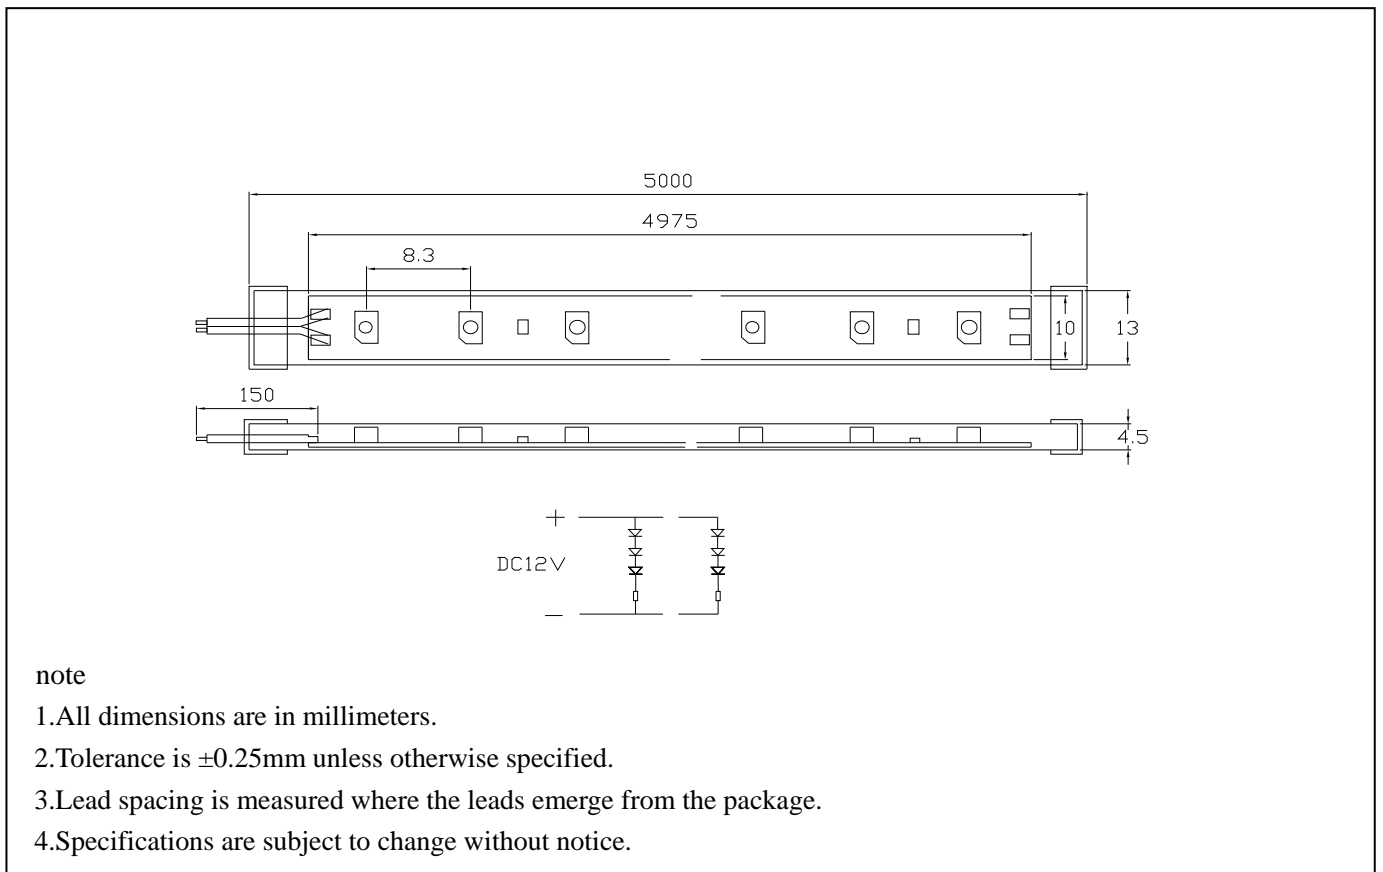 5000
4975
8.3
10
13
150
4.5
+
DC12V
—
note
1.All dimensions are in millimeters.
2.Tolerance is ±0.25mm unless otherwise specified.
3.Lead spacing is measured where the leads emerge from the package.
4.Specifications are subject to change without notice.